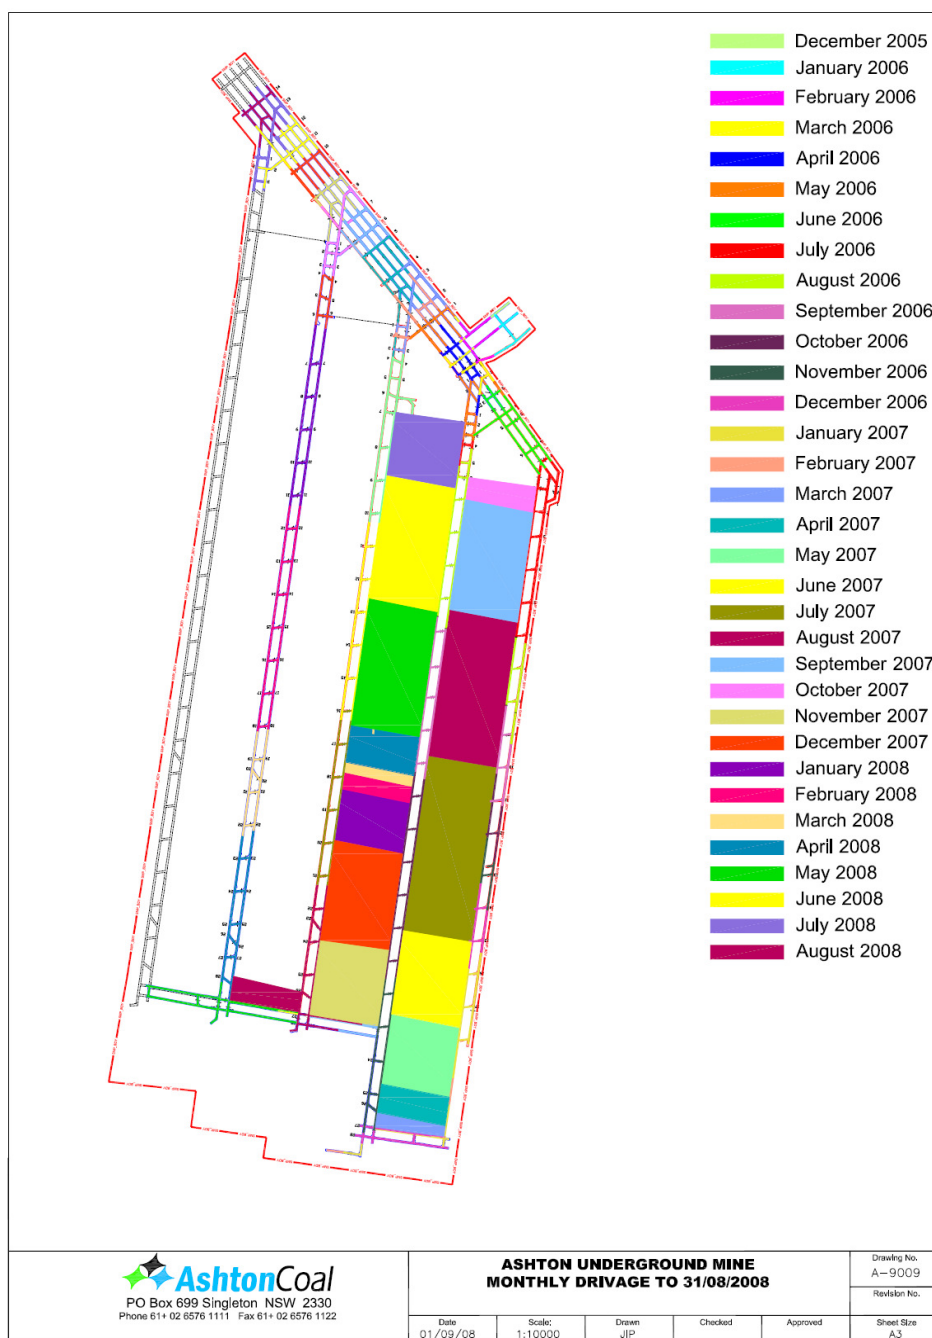 December 2005
January 2006
February 2006
March 2006
April 2006
May 2006
June 2006
July 2006
August 2006
September 2006
October 2006
November 2006
December 2006
January 2007
February 2007
March 2007
April 2007
May 2007
June 2007
July 2007
August 2007
September 2007
October 2007
November 2007
December 2007
January 2008
February 2008
March 2008
April 2008
May 2008
June 2008
July 2008
August 2008
AshtonCoal
PO Box 699 Singleton NSW 2330
Phone 61+ 02 6576 1111 Fax 61+ 02 6576 1122
ASHTON UNDERGROUND MINE
MONTHLY DRIVAGE TO 31/08/2008
Drawing No.
A-9009
Revision No.
Date
01/09/08
Scale:
1:10000
Drawn
JIP
Checked
Approved
Sheet Size
A3